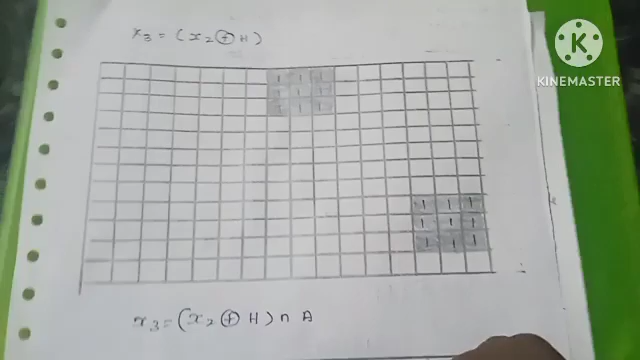 x₃ = (x₂ ⊕ H)
K
KINEMASTER
1 1 1
1 1 1
1 1 1
1 1 1
1 1 1
1 1 1
x₃ = (x₂ ⊕ H) ∩ A